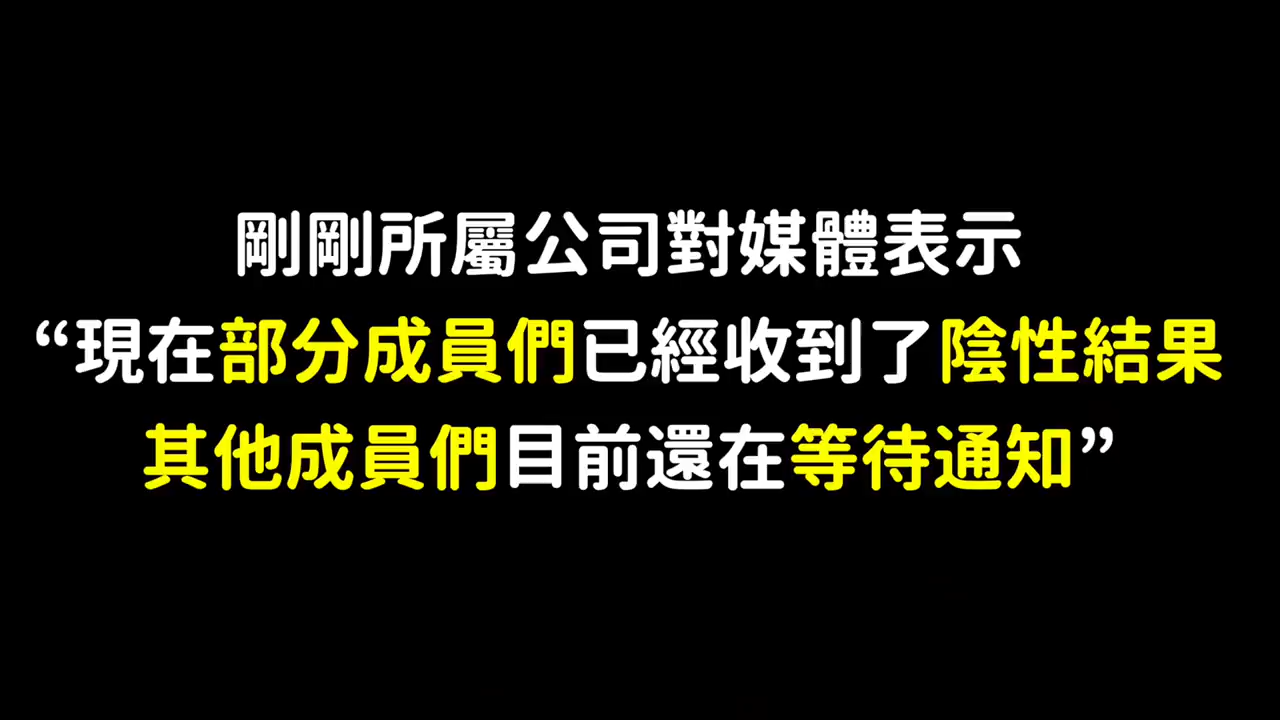 剛剛所屬公司對媒體表示
“現在部分成員們已經收到了陰性結果
其他成員們目前還在等待通知”